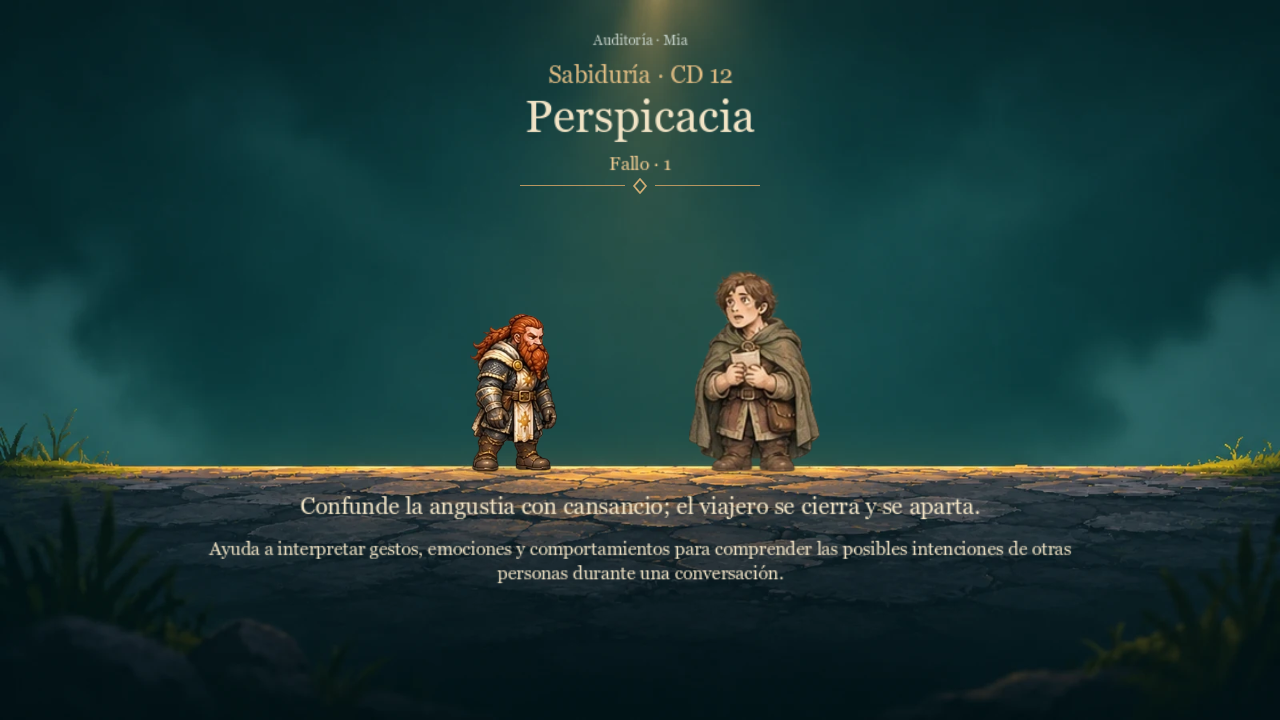 Auditoría · Mia
Sabiduría · CD 12
Perspicacia
Fallo · 1
Confunde la angustia con cansancio; el viajero se cierra y se aparta.
Ayuda a interpretar gestos, emociones y comportamientos para comprender las posibles intenciones de otras
personas durante una conversación.